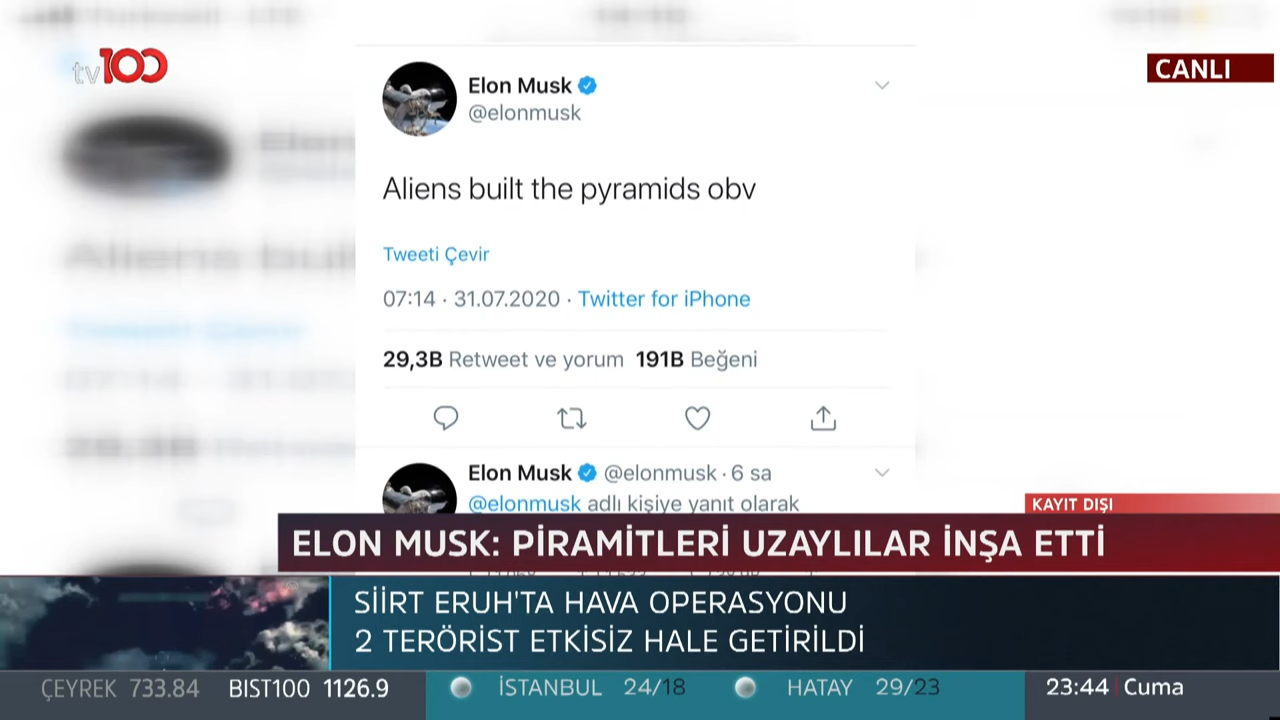 tv100
CANLI
Elon Musk
@elonmusk
Aliens built the pyramids obv
Tweeti Çevir
07:14 · 31.07.2020 · Twitter for iPhone
29,3B Retweet ve yorum 191B Beğeni
Elon Musk @elonmusk · 6 sa
@elonmusk adlı kişiye yanıt olarak
KAYIT DIŞI
ELON MUSK: PİRAMİTLERİ UZAYLILAR İNŞA ETTİ
SİİRT ERUH'TA HAVA OPERASYONU
2 TERÖRİST ETKİSİZ HALE GETİRİLDİ
ÇEYREK 733.84 BIST100 1126.9 İSTANBUL 24/18 HATAY 29/23 23:44 Cuma